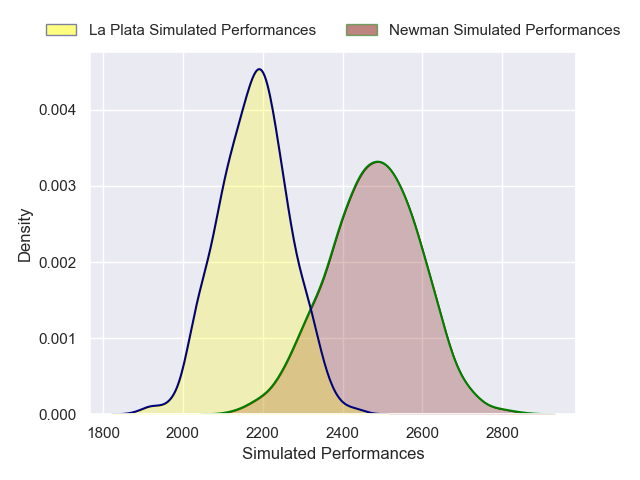 La Plata Simulated Performances Newman Simulated Performances
0.004
0.003
0.002
0.001
0.000
Density
1800 2000 2200 2400 2600 2800
Simulated Performances